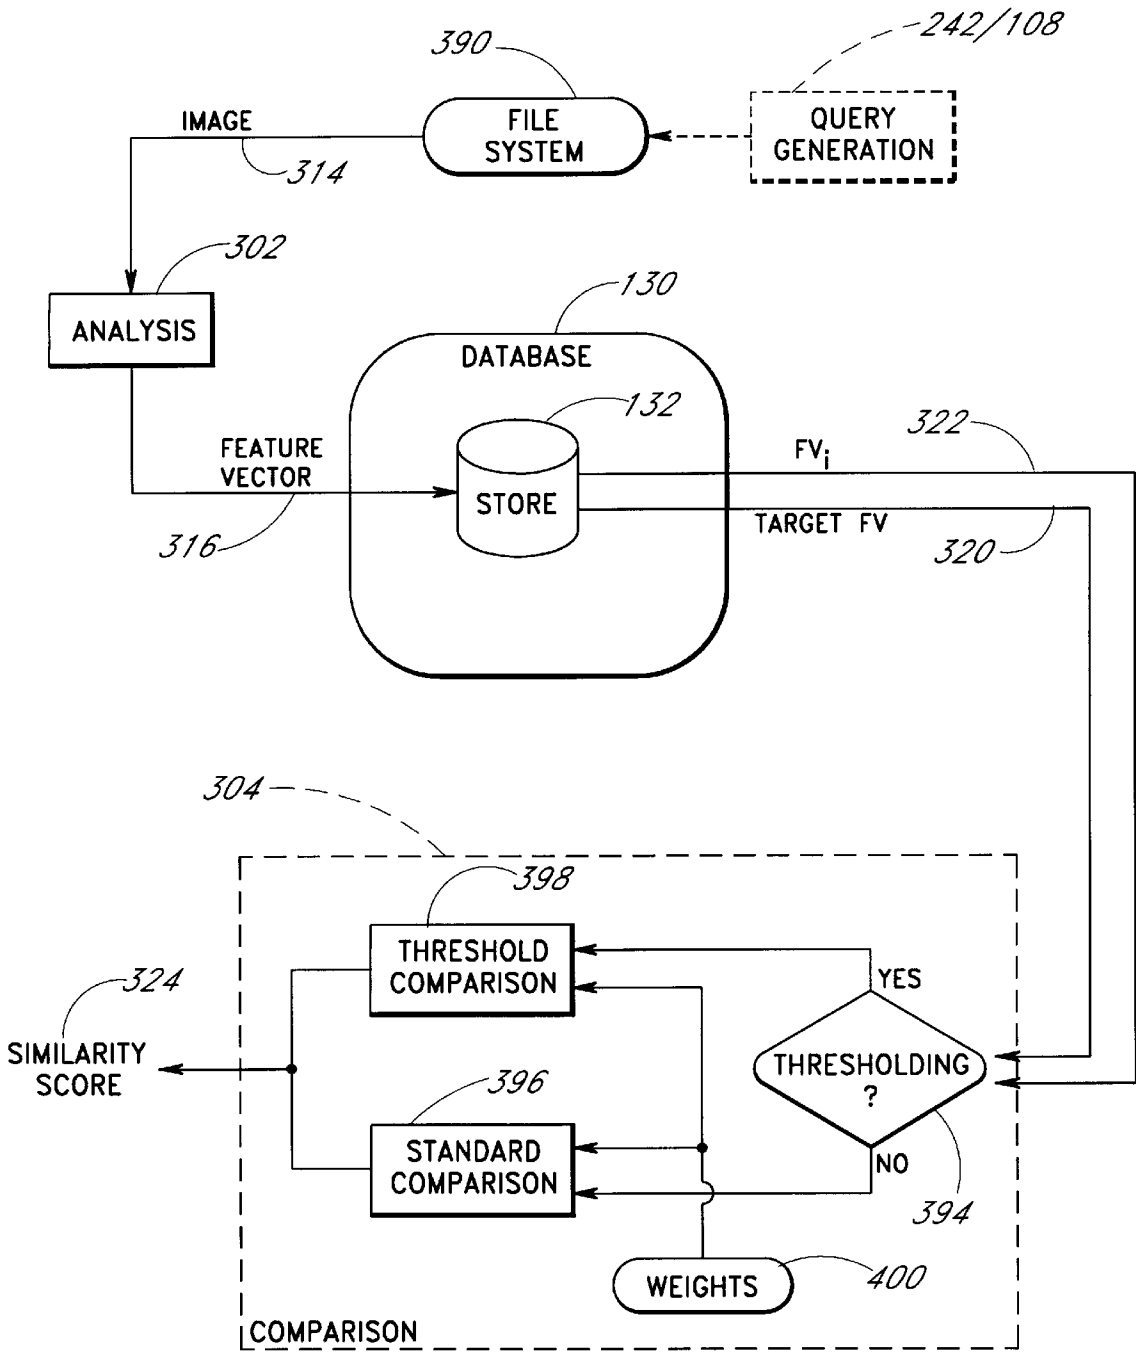 390
242/108
IMAGE
FILE
SYSTEM
QUERY
GENERATION
314
302
ANALYSIS
130
DATABASE
132
STORE
FEATURE
VECTOR
316
FVi
322
TARGET FV
320
304
398
THRESHOLD
COMPARISON
YES
324
SIMILARITY
SCORE
THRESHOLDING
?
396
STANDARD
COMPARISON
NO
394
WEIGHTS
400
COMPARISON